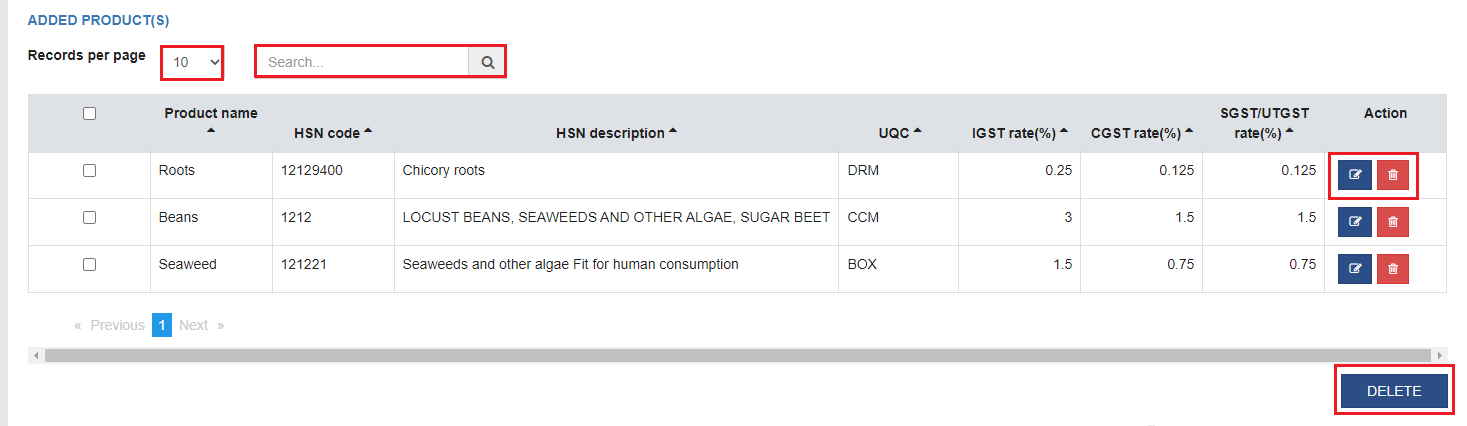 ADDED PRODUCT(S)
Records per page 10 Search...
Product name HSN code HSN description UQC IGST rate(%) CGST rate(%) SGST/UTGST rate(%) Action
Roots 12129400 Chicory roots DRM 0.25 0.125 0.125
Beans 1212 LOCUST BEANS, SEAWEEDS AND OTHER ALGAE, SUGAR BEET CCM 3 1.5 1.5
Seaweed 121221 Seaweeds and other algae Fit for human consumption BOX 1.5 0.75 0.75
« Previous 1 Next »
DELETE